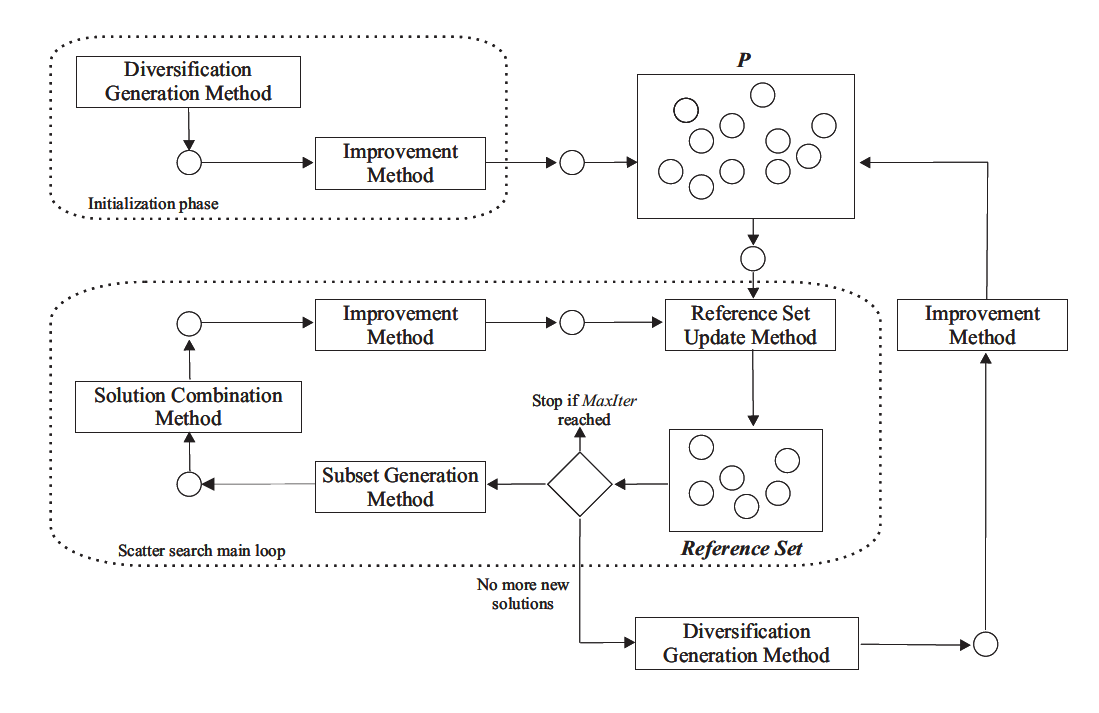 Diversification
Generation Method
Improvement
Method
Initialization phase
P
Improvement
Method
Reference Set
Update Method
Improvement
Method
Solution Combination
Method
Stop if MaxIter
reached
Subset Generation
Method
Reference Set
Scatter search main loop
No more new
solutions
Diversification
Generation Method